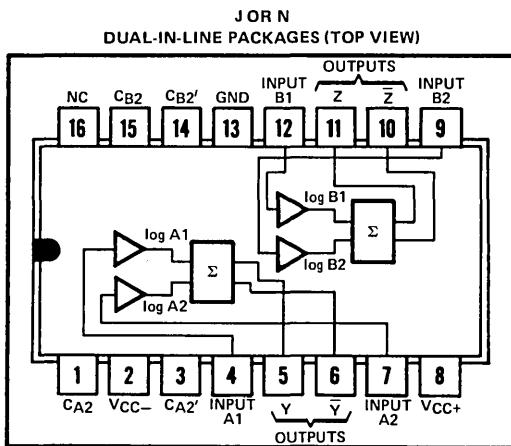 J OR N
DUAL-IN-LINE PACKAGES (TOP VIEW)
OUTPUTS
NC CB2 CB2' GND INPUT B1 Z Z̅ INPUT B2
16 15 14 13 12 11 10 9
log B1
Σ
log B2
log A1
Σ
log A2
1 2 3 4 5 6 7 8
CA2 VCC– CA2' INPUT A1 Y Y̅ INPUT A2 VCC+
OUTPUTS